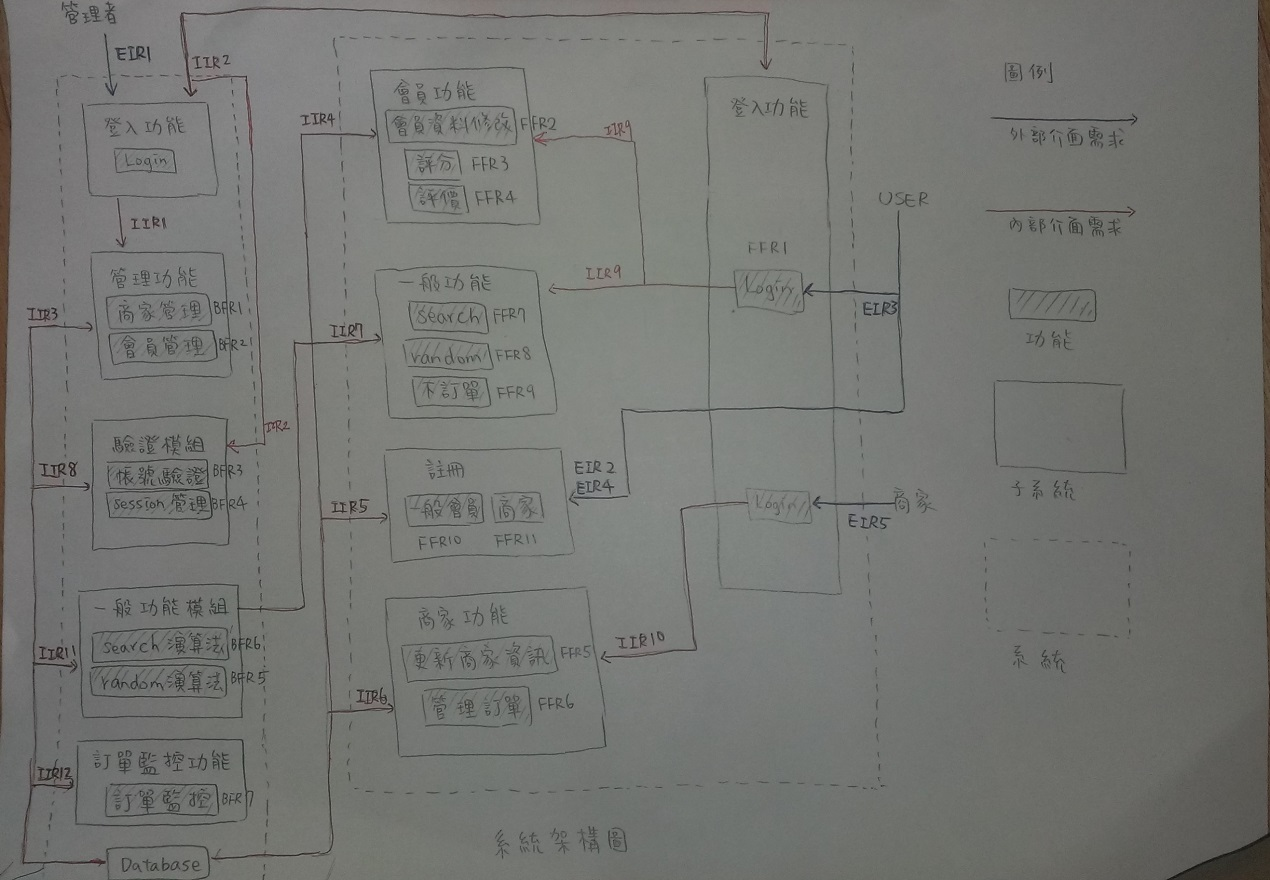 管理者
EIR1
IIR2
登入功能
Login
IIR1
管理功能
商家管理 BFR1
會員管理 BFR2
IIR3
IIR2
驗證模組
帳號驗證 BFR3
session管理 BFR4
IIR8
一般功能模組
search演算法 BFR6
random演算法 BFR5
IIR11
訂單監控功能
訂單監控 BFR7
IIR12
Database
IIR4
會員功能
會員資料修改 FFR2
評分 FFR3
評價 FFR4
IIR9
IIR7
一般功能
search FFR7
random FFR8
下訂單 FFR9
IIR9
IIR5
註冊
一般會員 商家
FFR10 FFR11
EIR2
EIR4
IIR6
商家功能
更新商家資訊 FFR5
管理訂單 FFR6
IIR10
登入功能
FFR1
Login
Login
USER
EIR3
商家
EIR5
圖例
外部介面需求
內部介面需求
功能
子系統
系統
系統架構圖